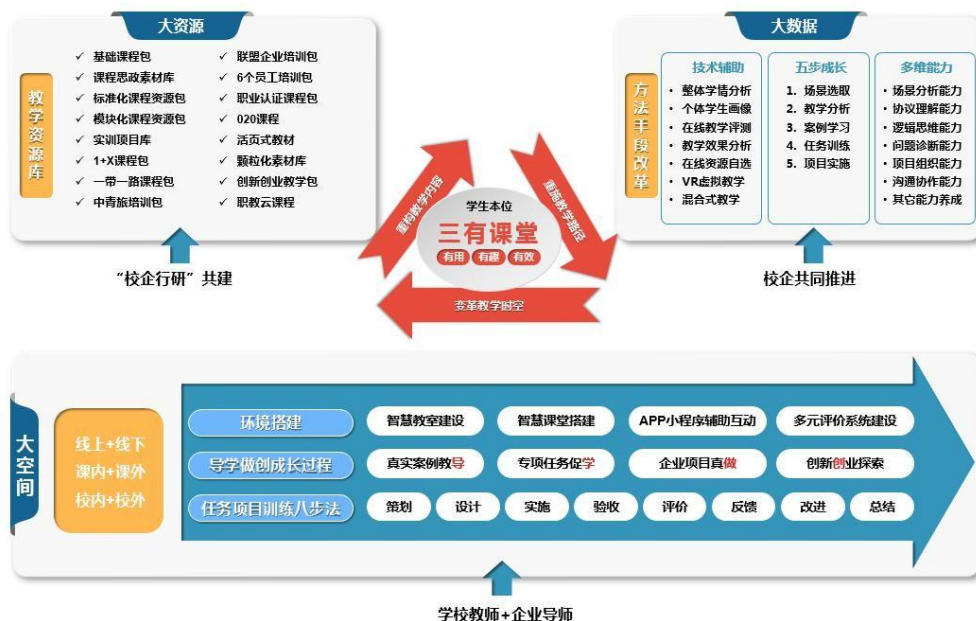 大资源
教学资源库
✓ 基础课程包
✓ 课程思政素材库
✓ 标准化课程资源包
✓ 模块化课程资源包
✓ 实训项目库
✓ 1+X课程包
✓ 一带一路课程包
✓ 中青旅培训包
✓ 联盟企业培训包
✓ 6个员工培训包
✓ 职业认证课程包
✓ 020课程
✓ 活页式教材
✓ 颗粒化素材库
✓ 创新创业教学包
✓ 职教云课程
“校企行研”共建
重构教学内容
重施教学路径
变革教学时空
学生本位
三有课堂
有用 有趣 有效
大数据
方法手段改革
技术辅助
• 整体学情分析
• 个体学生画像
• 在线教学评测
• 教学效果分析
• 在线资源自选
• VR虚拟教学
• 混合式教学
五步成长
1. 场景选取
2. 教学分析
3. 案例学习
4. 任务训练
5. 项目实施
多维能力
• 场景分析能力
• 协议理解能力
• 逻辑思维能力
• 问题诊断能力
• 项目组织能力
• 沟通协作能力
• 其它能力养成
校企共同推进
大空间
线上+线下
课内+课外
校内+校外
环境搭建 智慧教室建设 智慧课堂搭建 APP小程序辅助互动 多元评价系统建设
导学做创成长过程 真实案例教导 专项任务促学 企业项目真做 创新创业探索
任务项目训练八步法 策划 设计 实施 验收 评价 反馈 改进 总结
学校教师+企业导师